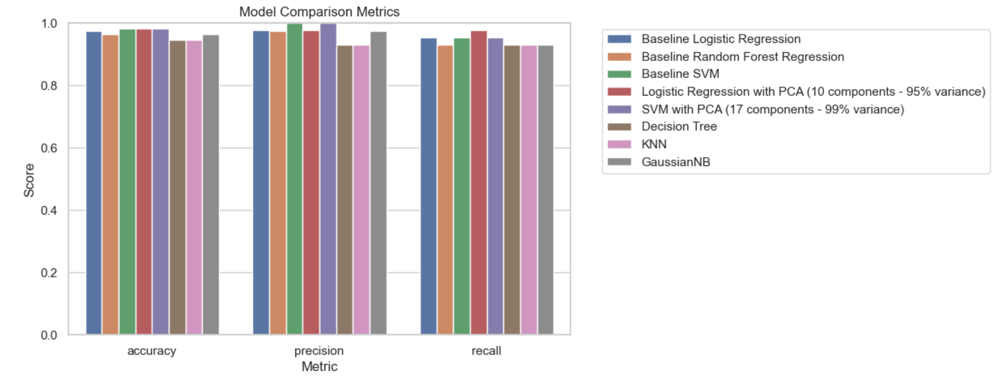 Model Comparison Metrics
1.0
0.8
0.6
0.4
0.2
0.0
Score
accuracy
precision
recall
Metric
Baseline Logistic Regression
Baseline Random Forest Regression
Baseline SVM
Logistic Regression with PCA (10 components - 95% variance)
SVM with PCA (17 components - 99% variance)
Decision Tree
KNN
GaussianNB